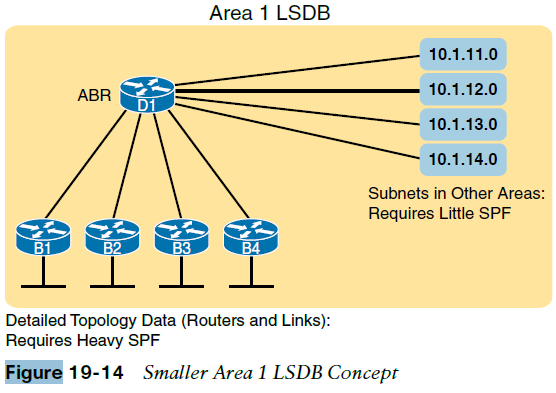 Area 1 LSDB
10.1.11.0
ABR
D1
10.1.12.0
10.1.13.0
10.1.14.0
Subnets in Other Areas:
Requires Little SPF
B1 B2 B3 B4
Detailed Topology Data (Routers and Links):
Requires Heavy SPF
Figure 19-14 Smaller Area 1 LSDB Concept